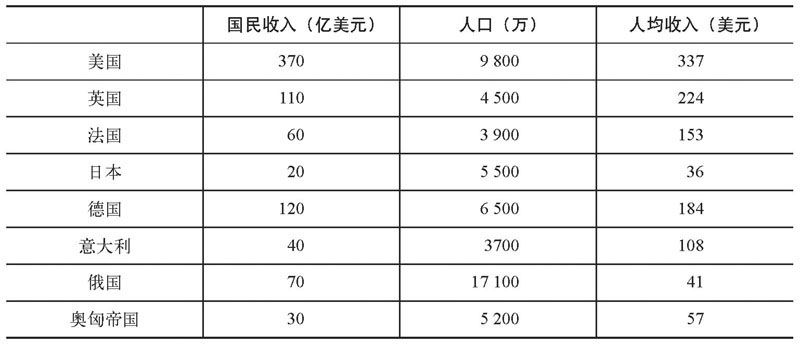 国民收入（亿美元） 人口（万） 人均收入（美元）
美国 370 9 800 337
英国 110 4 500 224
法国 60 3 900 153
日本 20 5 500 36
德国 120 6 500 184
意大利 40 3700 108
俄国 70 17 100 41
奥匈帝国 30 5 200 57